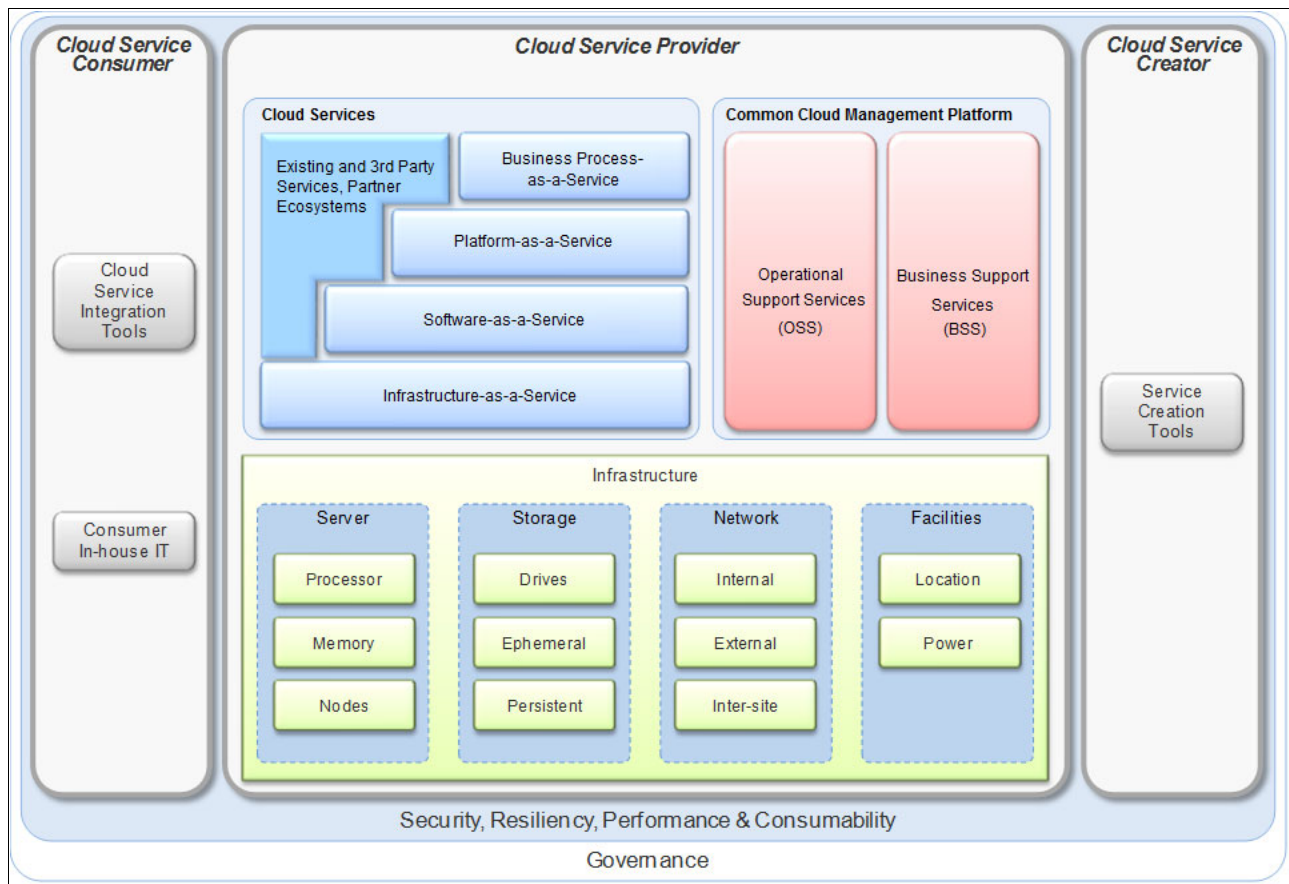 Cloud Service
Consumer
Cloud Service Provider
Cloud Service
Creator
Cloud Services
Existing and 3rd Party
Services, Partner
Ecosystems
Business Process-
as-a-Service
Platform-as-a-Service
Software-as-a-Service
Infrastructure-as-a-Service
Common Cloud Management Platform
Operational
Support Services
(OSS)
Business Support
Services
(BSS)
Cloud
Service
Integration
Tools
Consumer
In-house IT
Service
Creation
Tools
Infrastructure
Server
Processor
Memory
Nodes
Storage
Drives
Ephemeral
Persistent
Network
Internal
External
Inter-site
Facilities
Location
Power
Security, Resiliency, Performance & Consumability
Governance